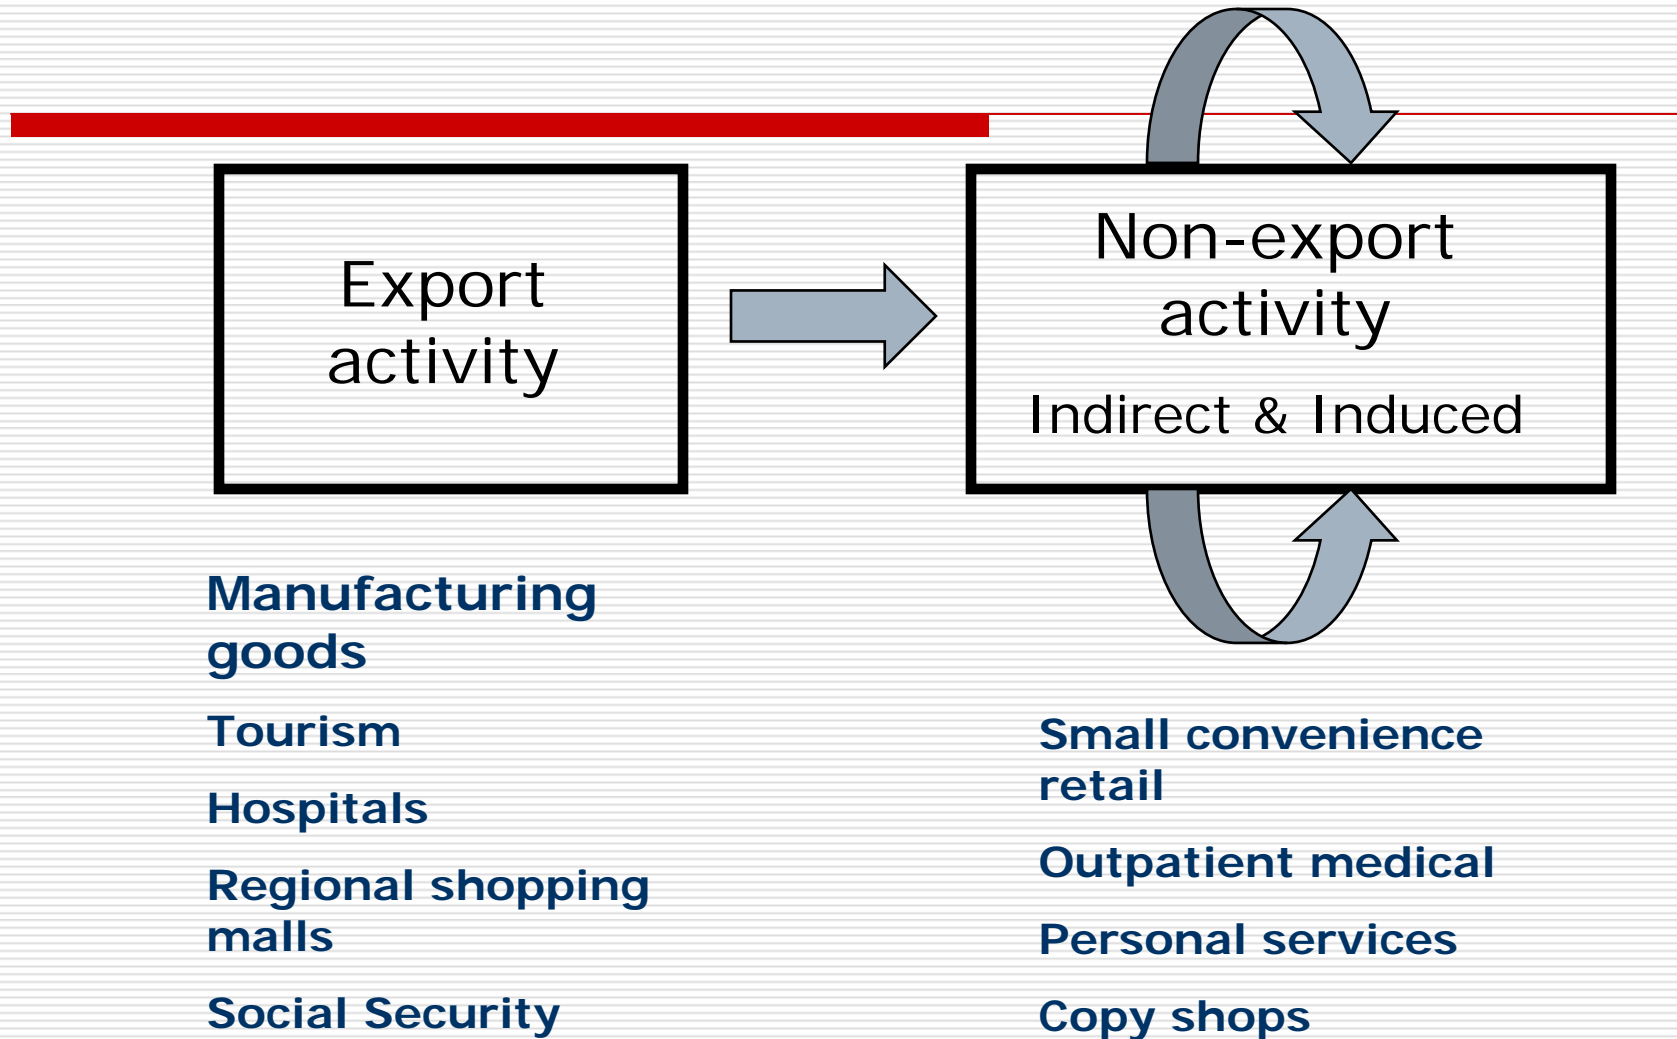 Export
activity
Non-export
activity
Indirect & Induced
Manufacturing
goods
Tourism
Hospitals
Regional shopping
malls
Social Security
Small convenience
retail
Outpatient medical
Personal services
Copy shops